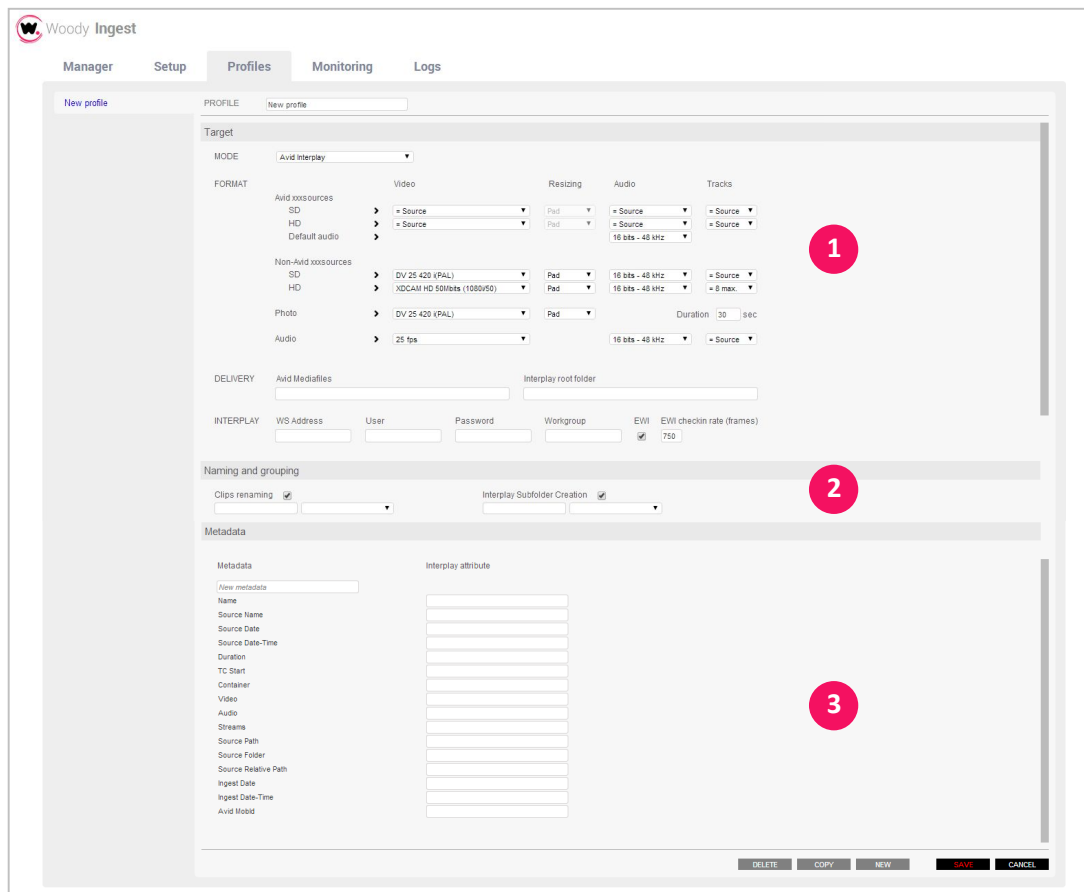 W. Woody Ingest
Manager Setup Profiles Monitoring Logs
New profile
PROFILE New profile
Target
MODE Avid Interplay
FORMAT Video Resizing Audio Tracks
Avid xxxsources
SD = Source Pad = Source = Source
HD = Source Pad = Source = Source
Default audio 16 bits - 48 kHz
1
Non-Avid xxxsources
SD DV 25 420 i(PAL) Pad 16 bits - 48 kHz = Source
HD XDCAM HD 50Mbits (1080i/50) Pad 16 bits - 48 kHz = 8 max.
Photo DV 25 420 i(PAL) Pad Duration 30 sec
Audio 25 fps 16 bits - 48 kHz = Source
DELIVERY Avid Mediafiles Interplay root folder
INTERPLAY WS Address User Password Workgroup EWI EWI checkin rate (frames)
750
Naming and grouping
2
Clips renaming Interplay Subfolder Creation
Metadata
Metadata Interplay attribute
New metadata
Name
Source Name
Source Date
Source Date-Time
Duration
TC Start
Container
Video
3
Audio
Streams
Source Path
Source Folder
Source Relative Path
Ingest Date
Ingest Date-Time
Avid MobId
DELETE COPY NEW SAVE CANCEL